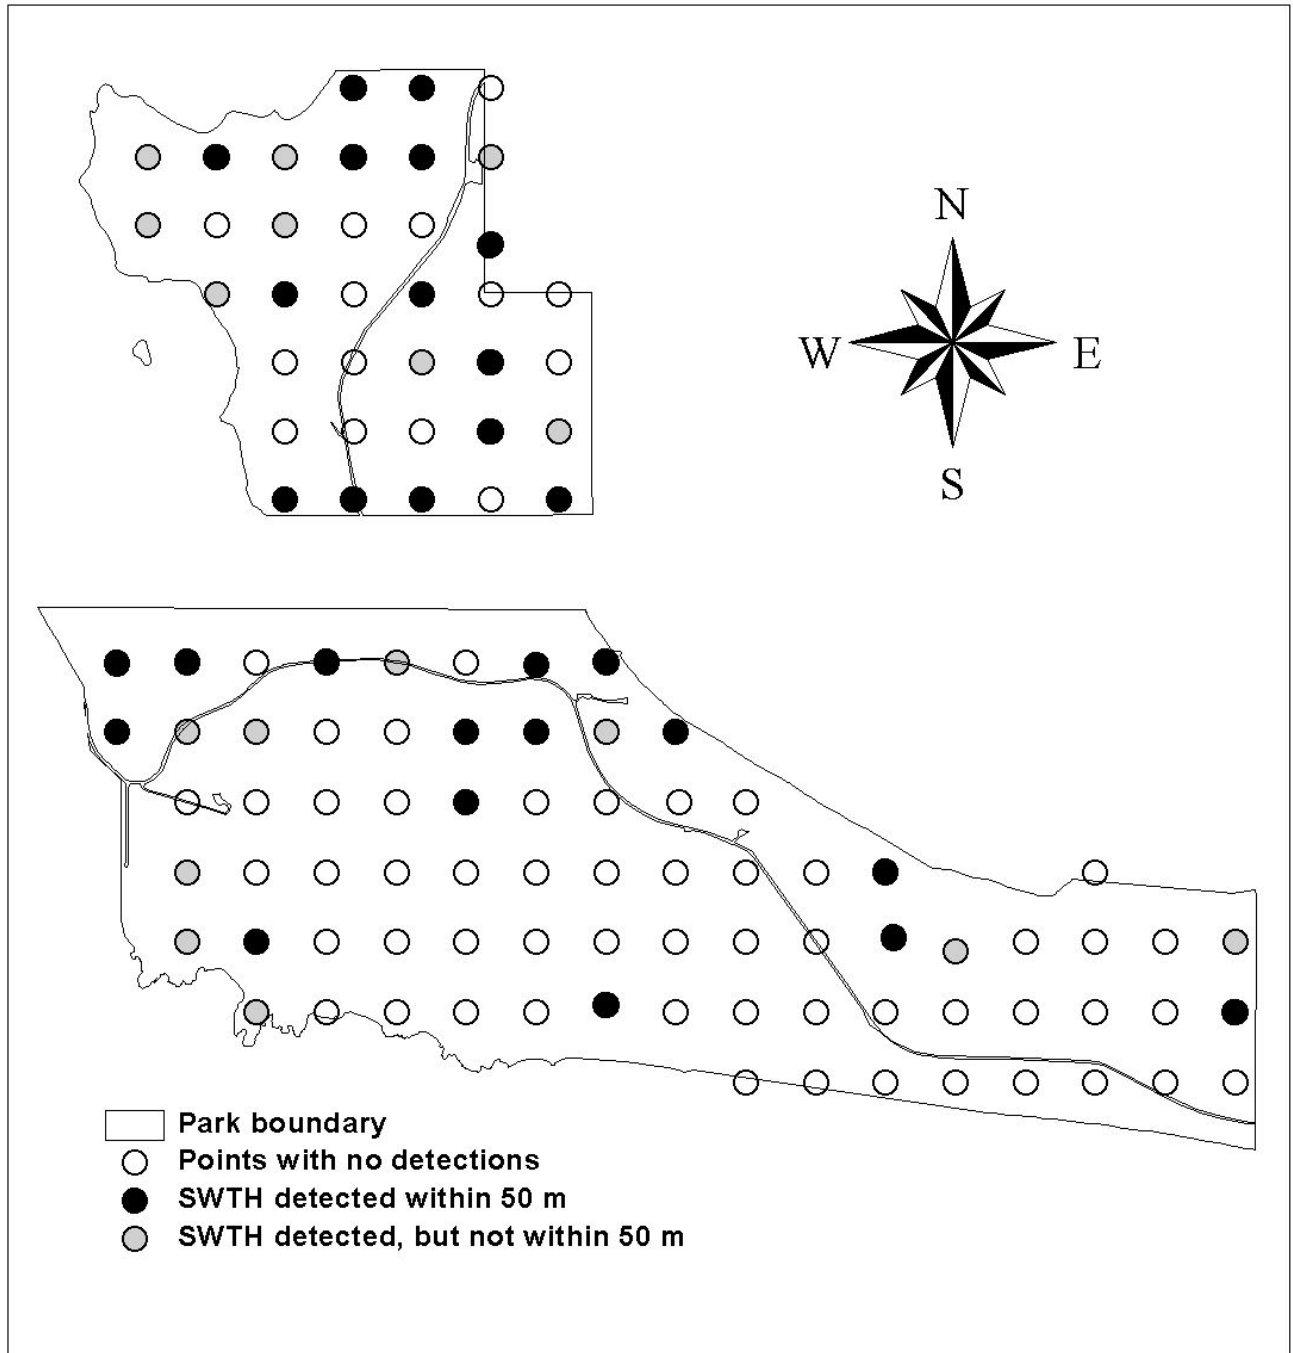 N
W
E
S
Park boundary
Points with no detections
SWTH detected within 50 m
SWTH detected, but not within 50 m